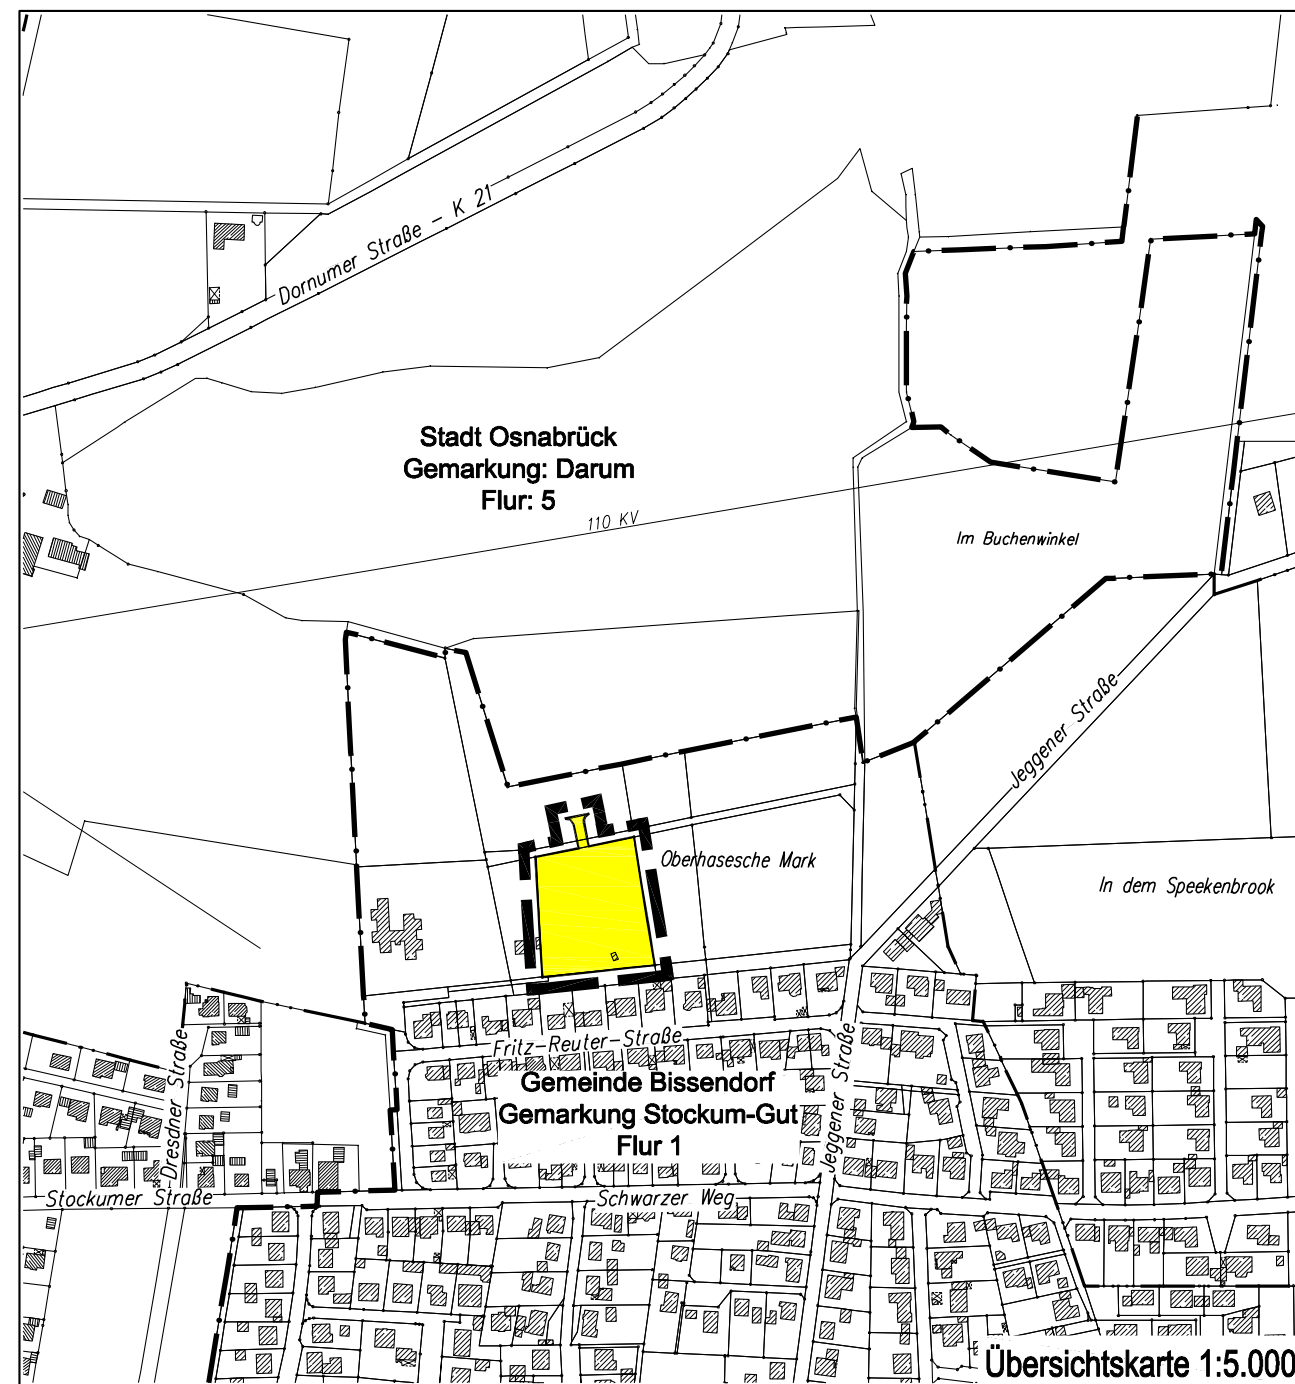 Dornumer Straße - K 21
Stadt Osnabrück
Gemarkung: Darum
Flur: 5
110 KV
Im Buchenwinkel
Jeggener Straße
Oberhasesche Mark
In dem Speekenbrook
Fritz-Reuter-Straße
Dresdner Straße
Jeggener Straße
Gemeinde Bissendorf
Gemarkung Stockum-Gut
Flur 1
Stockumer Straße
Schwarzer Weg
Übersichtskarte 1:5.000